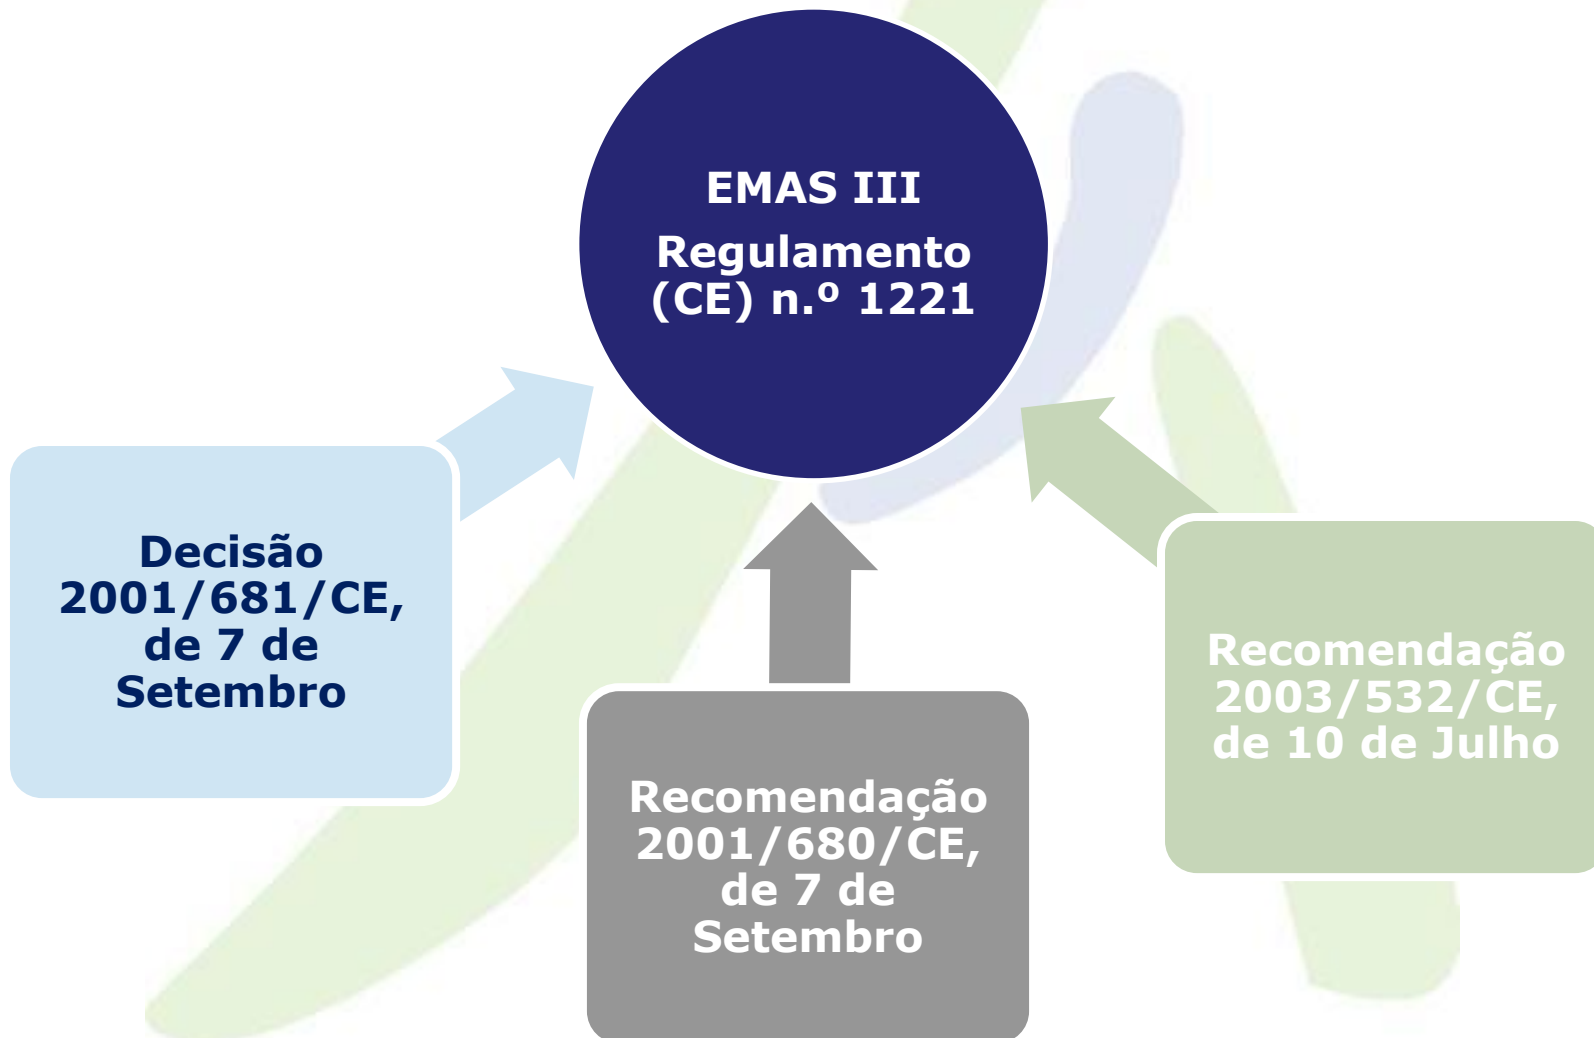 EMAS III
Regulamento
(CE) n.º 1221
Decisão
2001/681/CE,
de 7 de
Setembro
Recomendação
2001/680/CE,
de 7 de
Setembro
Recomendação
2003/532/CE,
de 10 de Julho